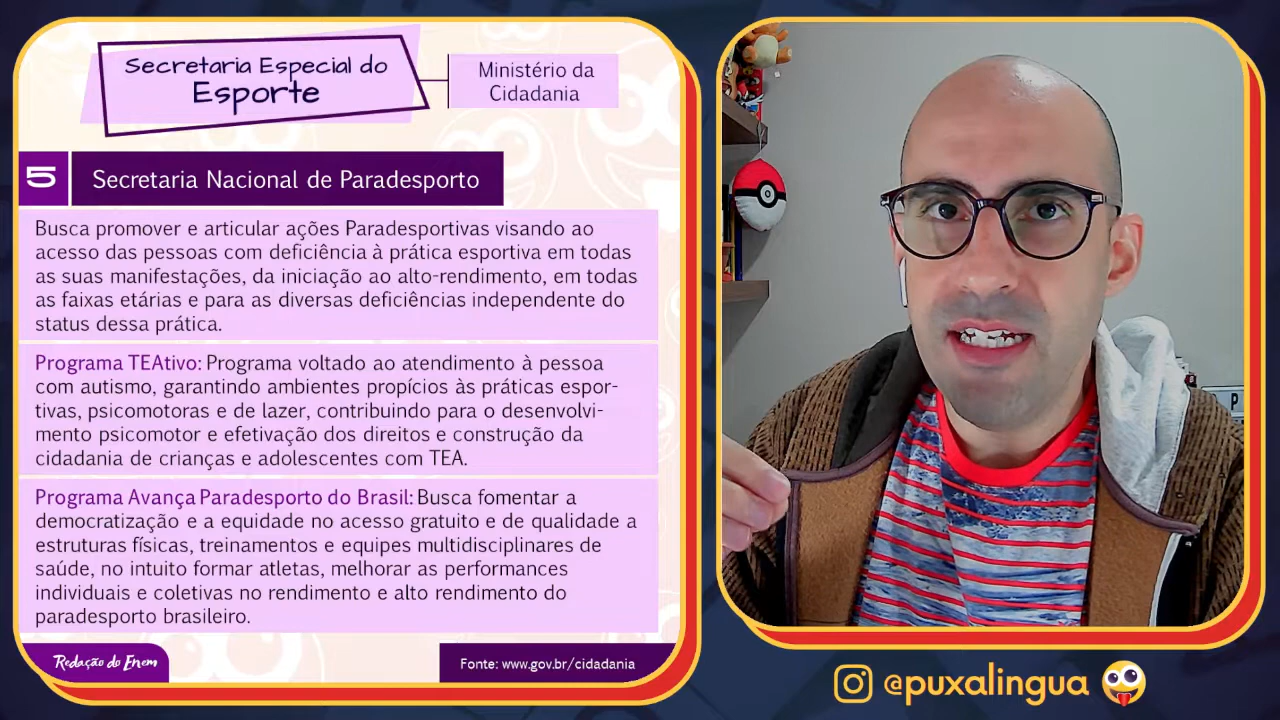 Secretaria Especial do
Esporte
Ministério da
Cidadania
5
Secretaria Nacional de Paradesporto
Busca promover e articular ações Paradesportivas visando ao
acesso das pessoas com deficiência à prática esportiva em todas
as suas manifestações, da iniciação ao alto-rendimento, em todas
as faixas etárias e para as diversas deficiências independente do
status dessa prática.
Programa TEAtivo: Programa voltado ao atendimento à pessoa
com autismo, garantindo ambientes propícios às práticas espor-
tivas, psicomotoras e de lazer, contribuindo para o desenvolvi-
mento psicomotor e efetivação dos direitos e construção da
cidadania de crianças e adolescentes com TEA.
Programa Avança Paradesporto do Brasil: Busca fomentar a
democratização e a equidade no acesso gratuito e de qualidade a
estruturas físicas, treinamentos e equipes multidisciplinares de
saúde, no intuito formar atletas, melhorar as performances
individuais e coletivas no rendimento e alto rendimento do
paradesporto brasileiro.
Redação do Enem
Fonte: www.gov.br/cidadania
P
@puxalingua